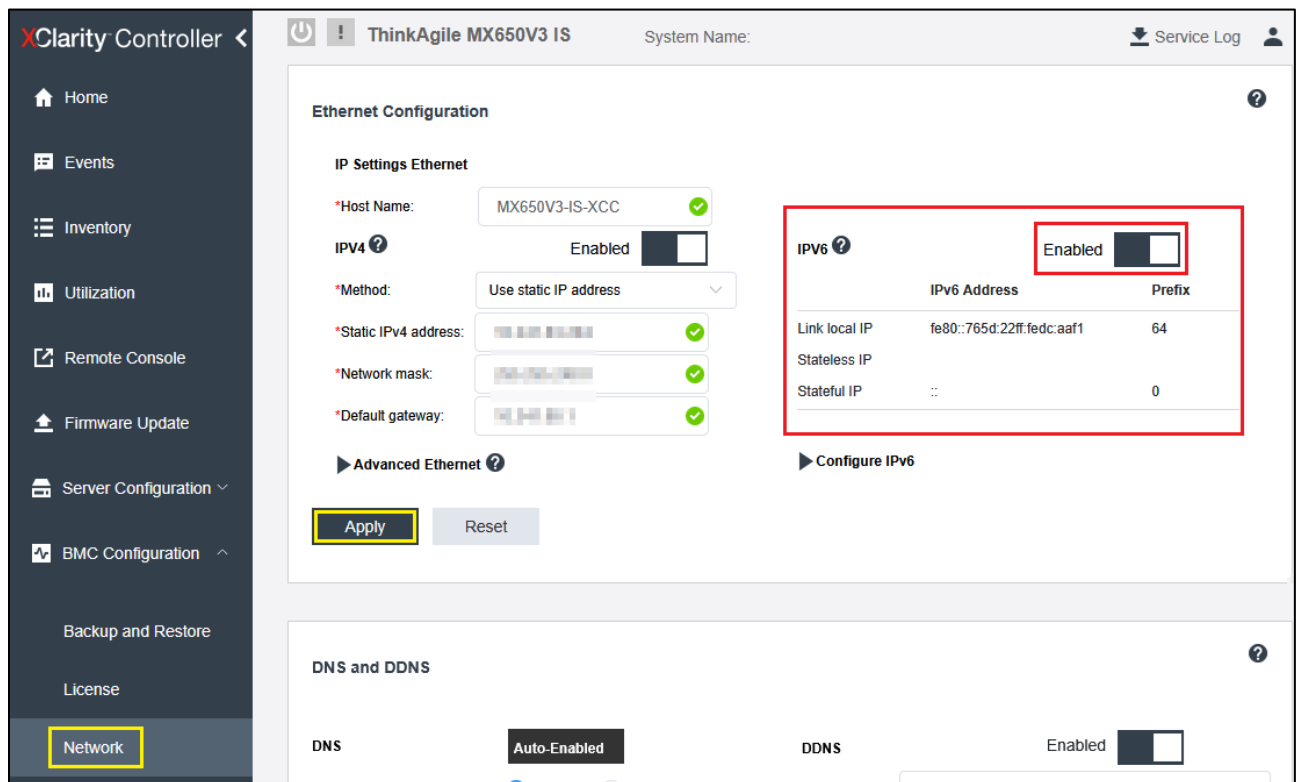 XClarity Controller
ThinkAgile MX650V3 IS
System Name:
Service Log
Home
Events
Inventory
Utilization
Remote Console
Firmware Update
Server Configuration
BMC Configuration
Backup and Restore
License
Network
Ethernet Configuration
IP Settings Ethernet
*Host Name: MX650V3-IS-XCC
IPV4 Enabled
*Method: Use static IP address
*Static IPv4 address:
*Network mask:
*Default gateway:
Advanced Ethernet
IPV6 Enabled
IPv6 Address Prefix
Link local IP fe80::765d:22ff:fedc:aaf1 64
Stateless IP
Stateful IP :: 0
Configure IPv6
Apply Reset
DNS and DDNS
DNS Auto-Enabled
DDNS Enabled